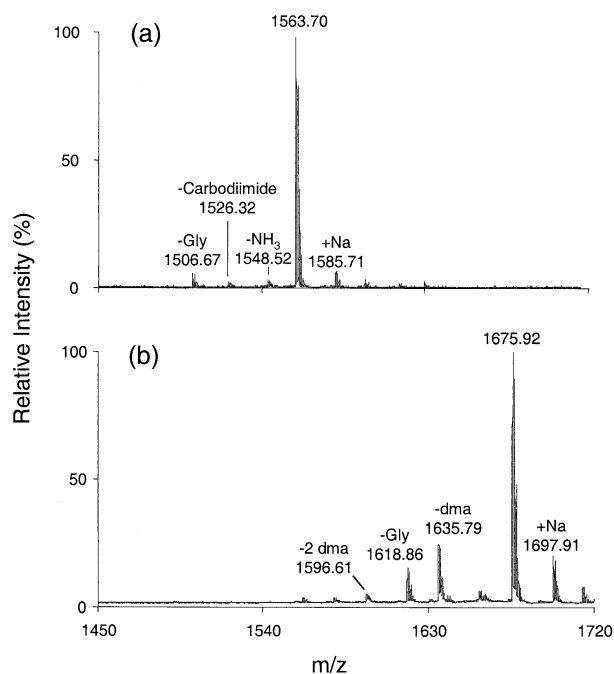 1563.70
(a)
100
50
0
-Carbodiimide
1526.32
-Gly
1506.67
-NH3
1548.52
+Na
1585.71
Relative Intensity (%)
(b)
100
50
0
1675.92
-2 dma
1596.61
-Gly
1618.86
-dma
1635.79
+Na
1697.91
1450 1540 1630 1720
m/z